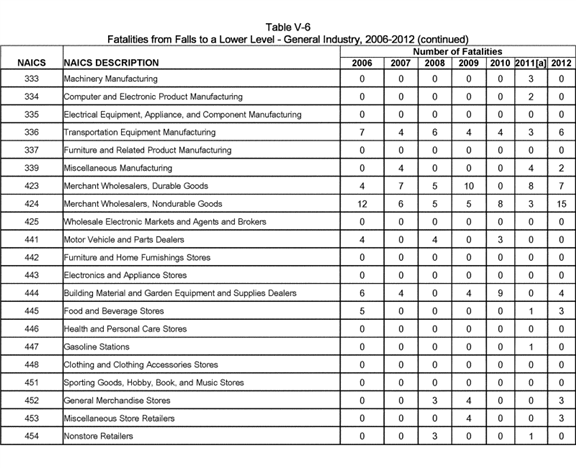 Table V-6
Fatalities from Falls to a Lower Level - General Industry, 2006-2012 (continued)
Number of Fatalities
NAICS NAICS DESCRIPTION 2006 2007 2008 2009 2010 2011[a] 2012
333 Machinery Manufacturing 0 0 0 0 0 3 0
334 Computer and Electronic Product Manufacturing 0 0 0 0 0 2 0
335 Electrical Equipment, Appliance, and Component Manufacturing 0 0 0 0 0 0 0
336 Transportation Equipment Manufacturing 7 4 6 4 4 3 6
337 Furniture and Related Product Manufacturing 0 0 0 0 0 0 0
339 Miscellaneous Manufacturing 0 4 0 0 0 4 2
423 Merchant Wholesalers, Durable Goods 4 7 5 10 0 8 7
424 Merchant Wholesalers, Nondurable Goods 12 6 5 5 8 3 15
425 Wholesale Electronic Markets and Agents and Brokers 0 0 0 0 0 0 0
441 Motor Vehicle and Parts Dealers 4 0 4 0 3 0 0
442 Furniture and Home Furnishings Stores 0 0 0 0 0 0 0
443 Electronics and Appliance Stores 0 0 0 0 0 0 0
444 Building Material and Garden Equipment and Supplies Dealers 6 4 0 4 9 0 4
445 Food and Beverage Stores 5 0 0 0 0 1 3
446 Health and Personal Care Stores 0 0 0 0 0 0 0
447 Gasoline Stations 0 0 0 0 0 1 0
448 Clothing and Clothing Accessories Stores 0 0 0 0 0 0 0
451 Sporting Goods, Hobby, Book, and Music Stores 0 0 0 0 0 0 0
452 General Merchandise Stores 0 0 3 4 0 0 3
453 Miscellaneous Store Retailers 0 0 0 4 0 0 3
454 Nonstore Retailers 0 0 3 0 0 1 0